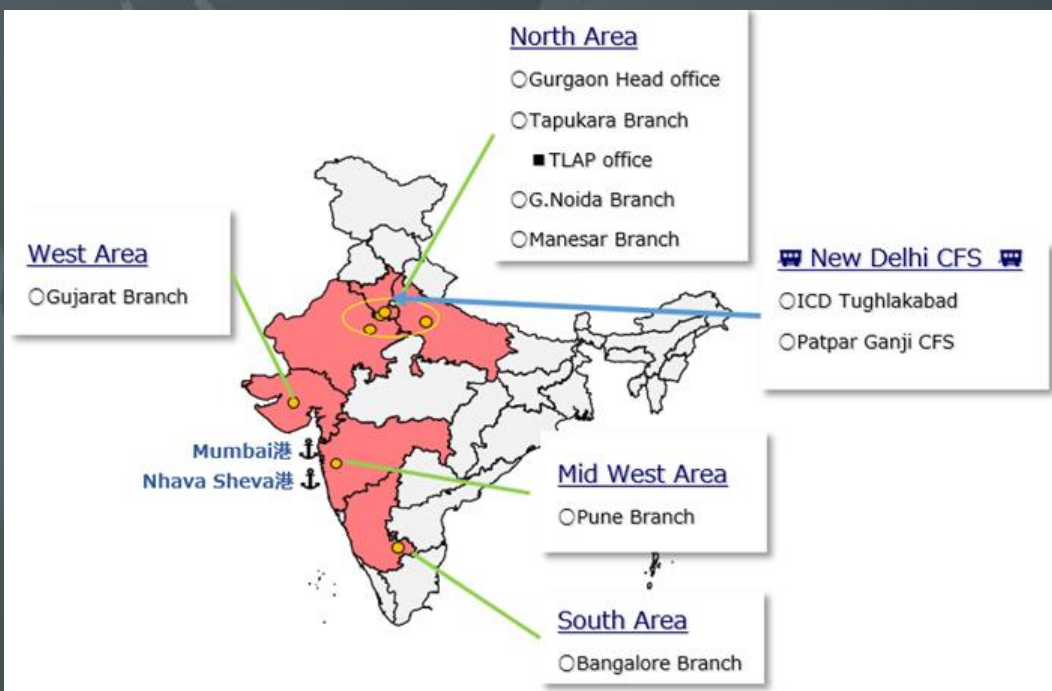 North Area
○Gurgaon Head office
○Tapukara Branch
■TLAP office
○G.Noida Branch
○Manesar Branch
West Area
○Gujarat Branch
New Delhi CFS
○ICD Tughlakabad
○Patpar Ganji CFS
Mumbai港
Nhava Sheva港
Mid West Area
○Pune Branch
South Area
○Bangalore Branch